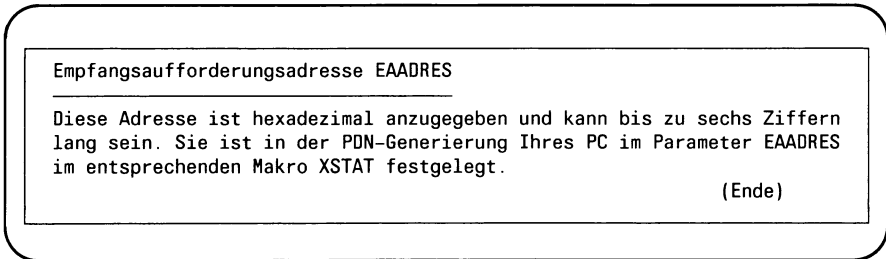 Empfangsaufforderungsadresse EAADRES
Diese Adresse ist hexadezimal anzugegeben und kann bis zu sechs Ziffern
lang sein. Sie ist in der PDN-Generierung Ihres PC im Parameter EAADRES
im entsprechenden Makro XSTAT festgelegt.
(Ende)